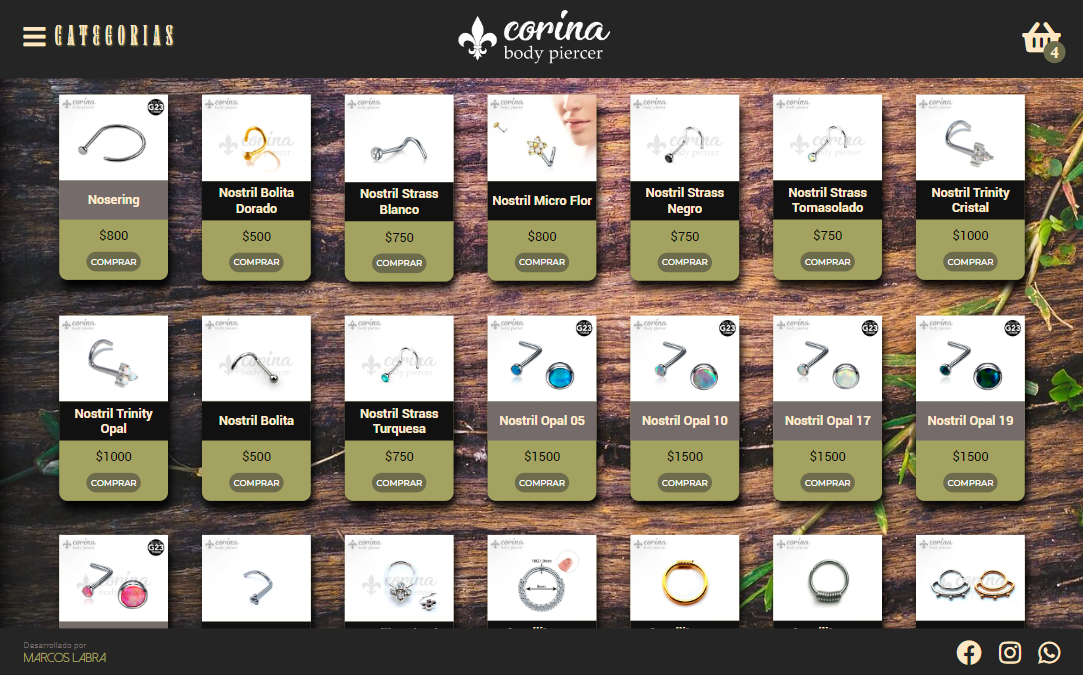 CATEGORIAS
corina
body piercer
4
G23
Nosering
$800
COMPRAR
Nostril Bolita
Dorado
$500
COMPRAR
Nostril Strass
Blanco
$750
COMPRAR
Nostril Micro Flor
$800
COMPRAR
Nostril Strass
Negro
$750
COMPRAR
Nostril Strass
Tornasolado
$750
COMPRAR
Nostril Trinity
Cristal
$1000
COMPRAR
Nostril Trinity
Opal
$1000
COMPRAR
Nostril Bolita
$500
COMPRAR
Nostril Strass
Turquesa
$750
COMPRAR
G23
Nostril Opal 05
$1500
COMPRAR
G23
Nostril Opal 10
$1500
COMPRAR
G23
Nostril Opal 17
$1500
COMPRAR
G23
Nostril Opal 19
$1500
COMPRAR
G23
Desarrollado por
MARCOS LABRA